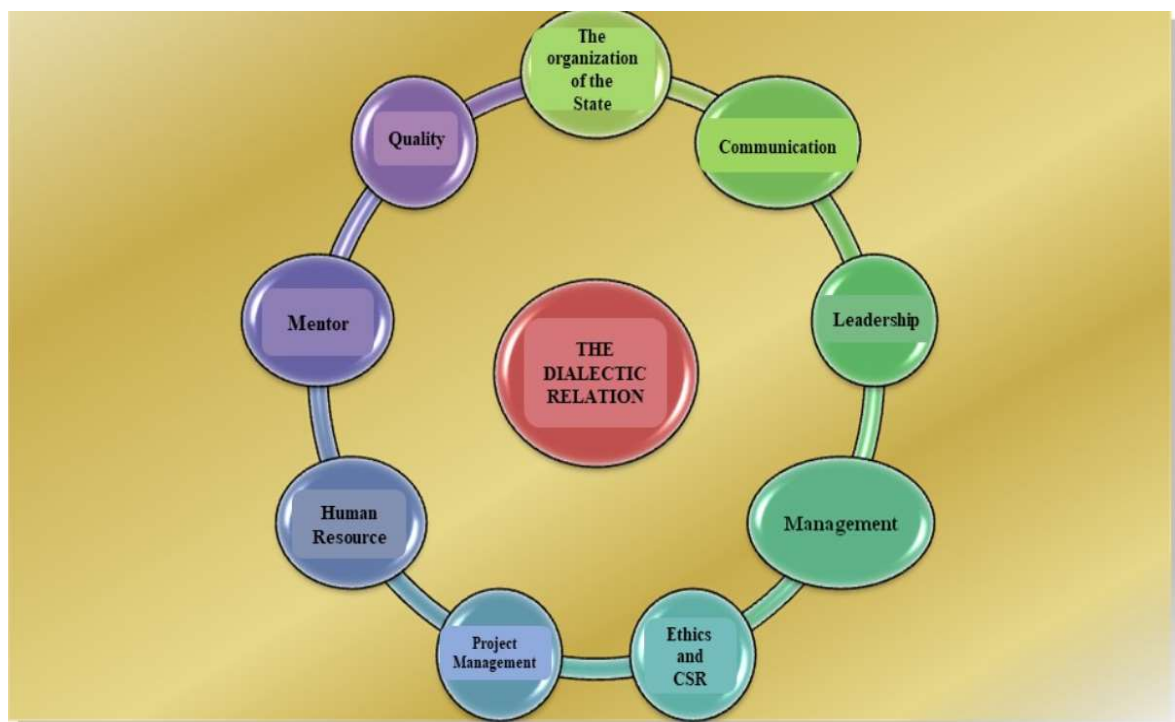 The
organization
of the
State
Quality
Communication
Mentor
Leadership
THE
DIALECTIC
RELATION
Human
Resource
Management
Project
Management
Ethics
and
CSR